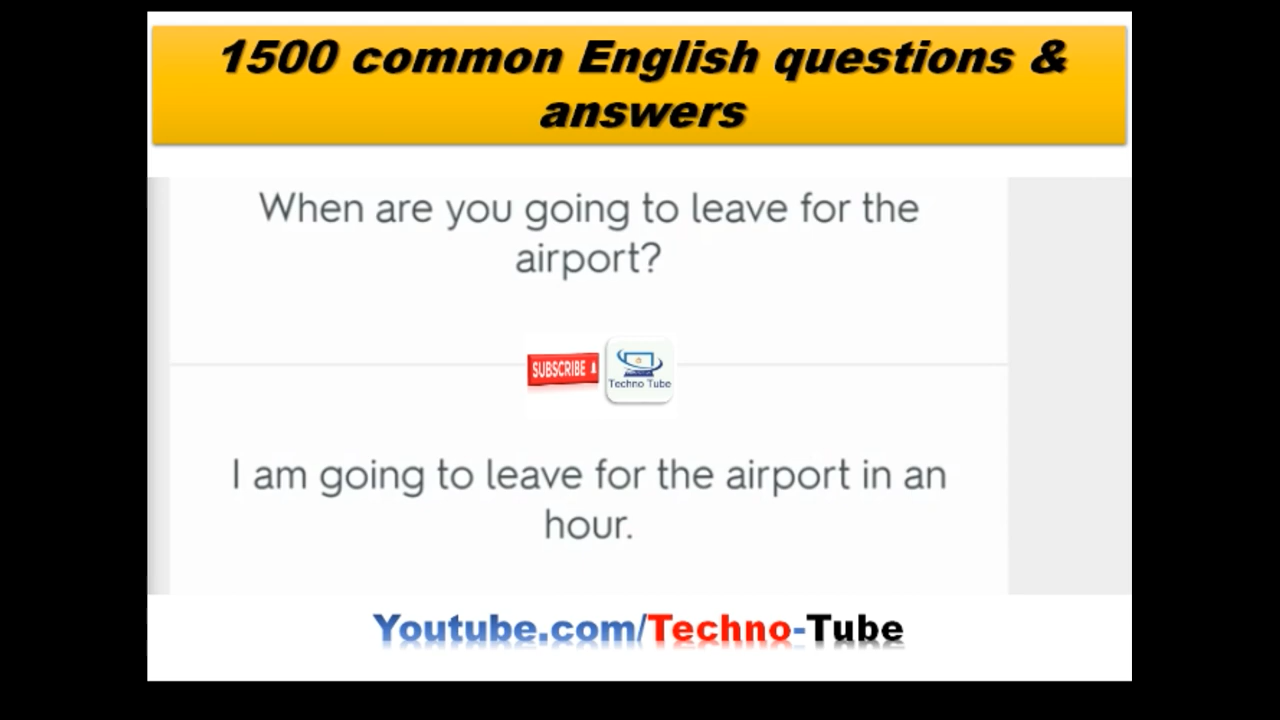 1500 common English questions &
answers
When are you going to leave for the
airport?
SUBSCRIBE
Techno Tube
I am going to leave for the airport in an
hour.
Youtube.com/Techno-Tube